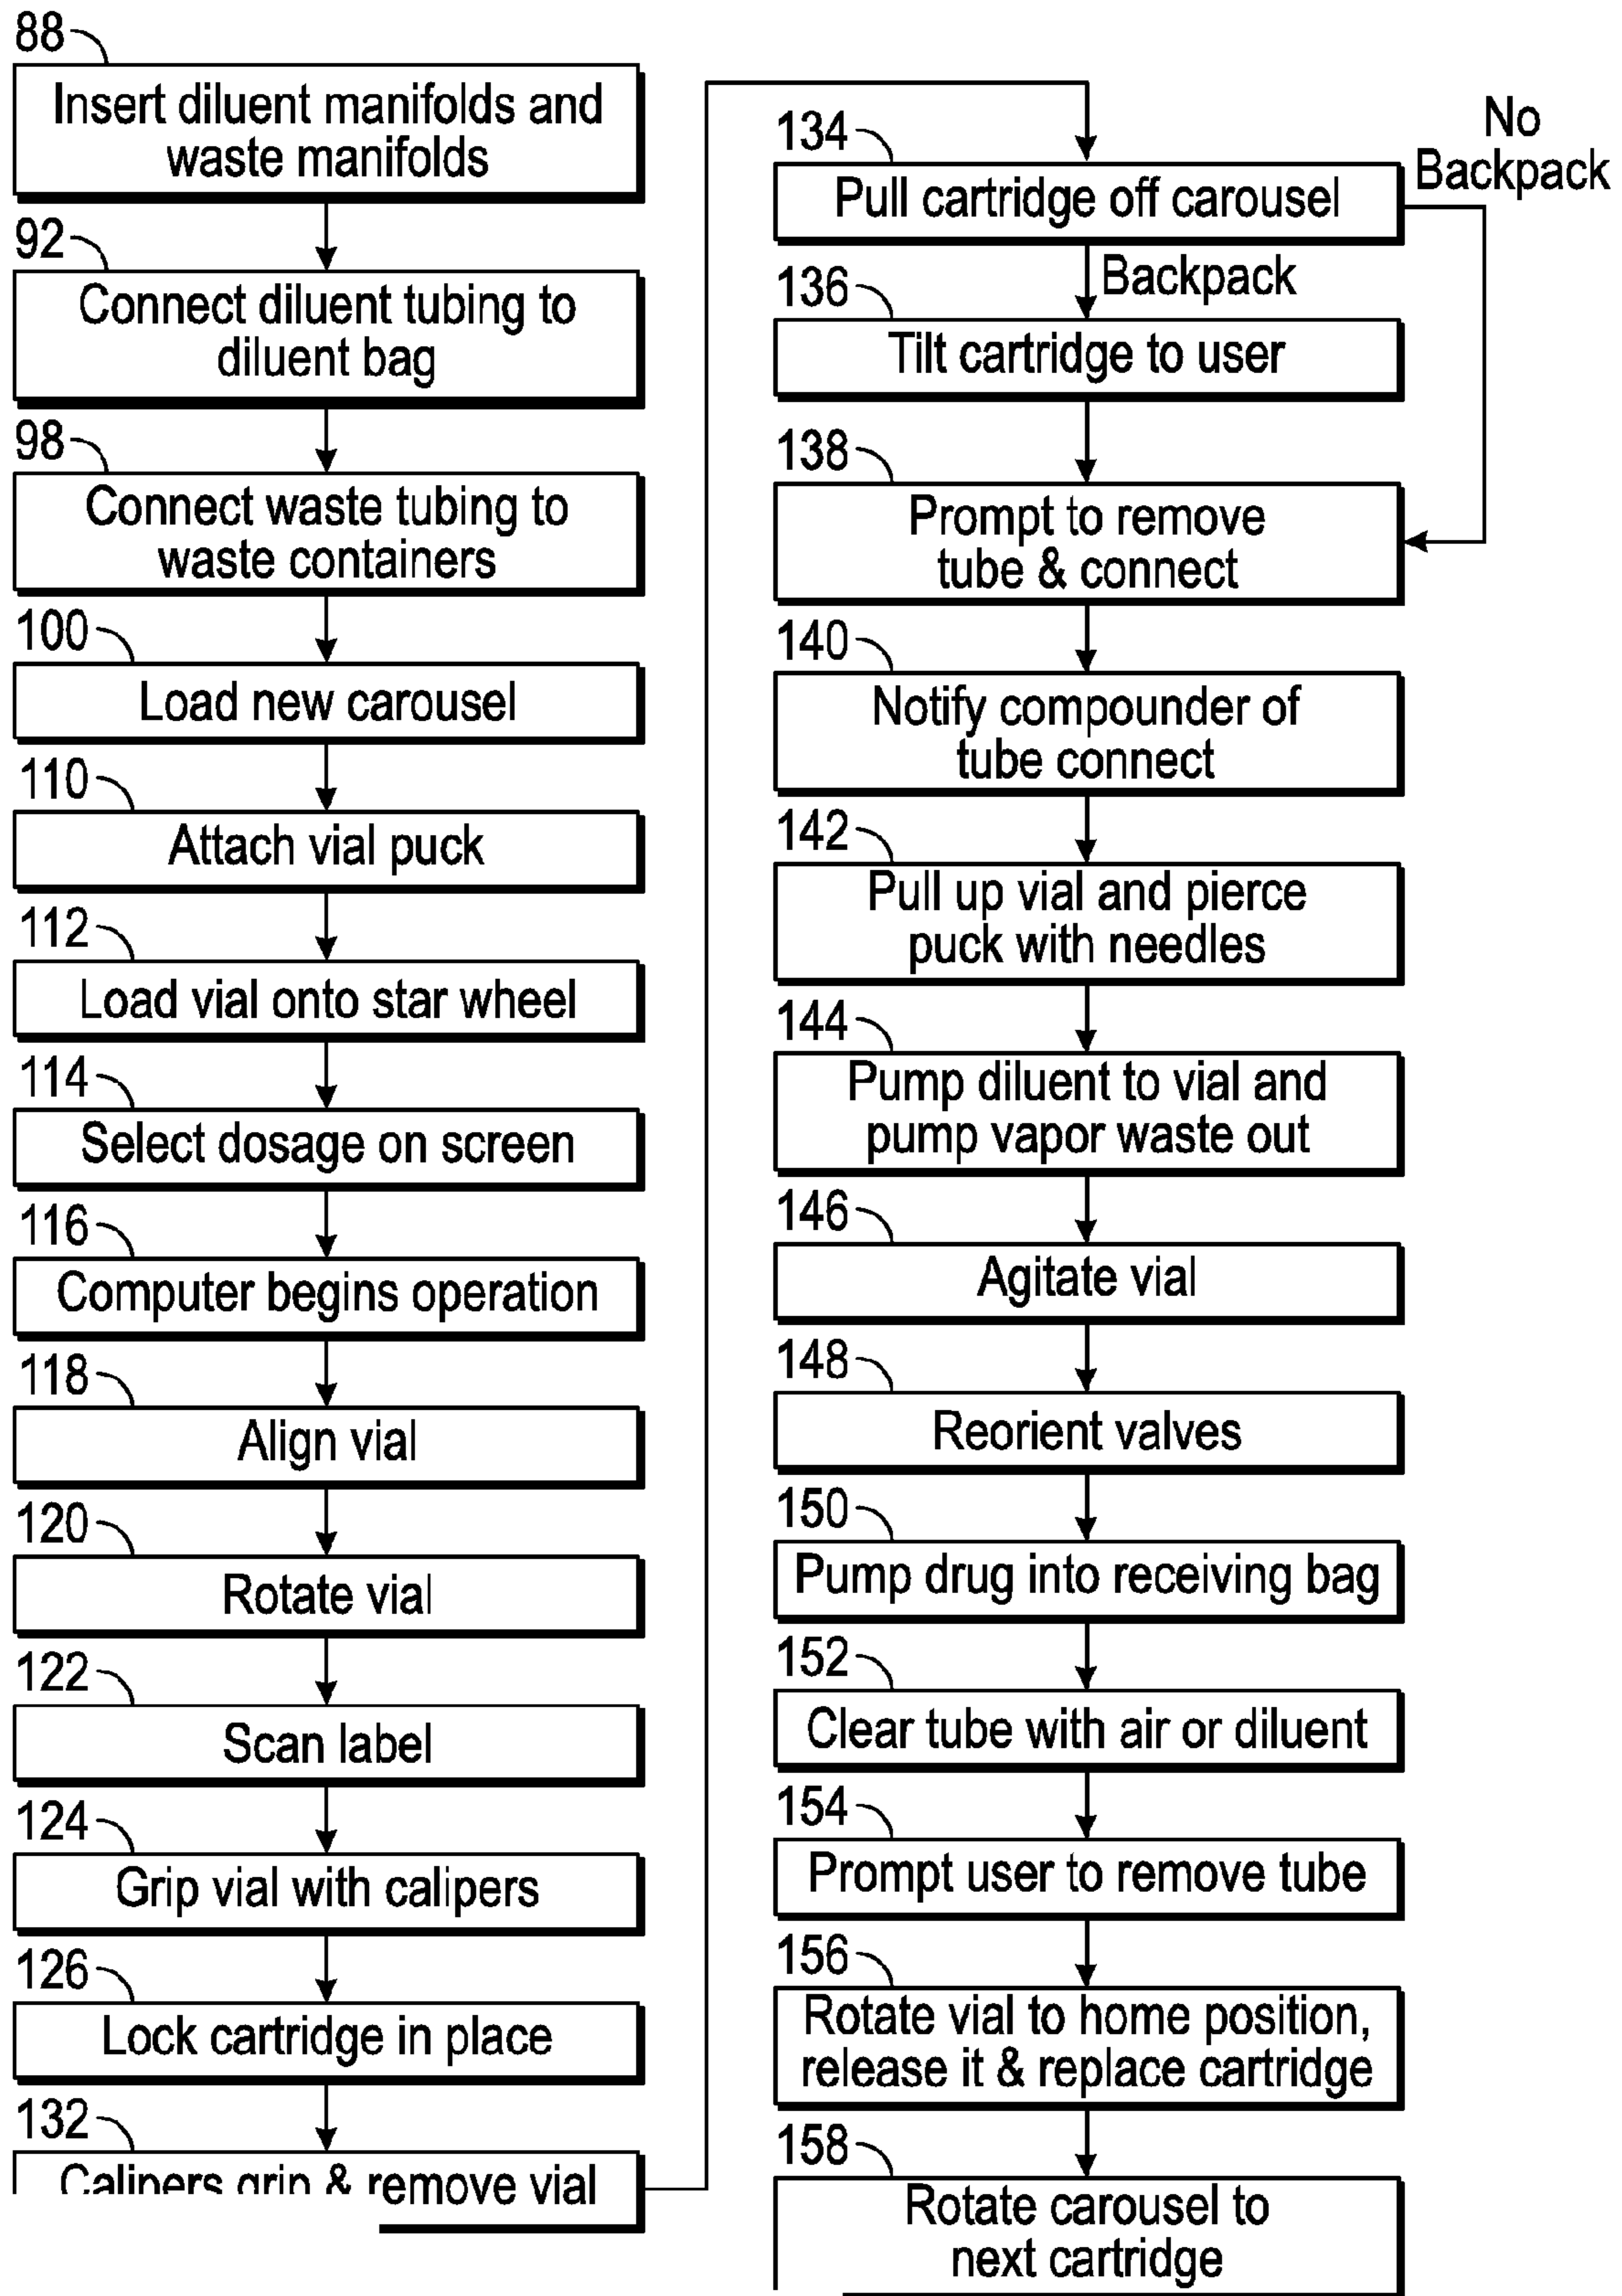 88
Insert diluent manifolds and
waste manifolds
92
Connect diluent tubing to
diluent bag
98
Connect waste tubing to
waste containers
100
Load new carousel
110
Attach vial puck
112
Load vial onto star wheel
114
Select dosage on screen
116
Computer begins operation
118
Align vial
120
Rotate vial
122
Scan label
124
Grip vial with calipers
126
Lock cartridge in place
132
Calipers grip & remove vial
134
Pull cartridge off carousel
No
Backpack
Backpack
136
Tilt cartridge to user
138
Prompt to remove
tube & connect
140
Notify compounder of
tube connect
142
Pull up vial and pierce
puck with needles
144
Pump diluent to vial and
pump vapor waste out
146
Agitate vial
148
Reorient valves
150
Pump drug into receiving bag
152
Clear tube with air or diluent
154
Prompt user to remove tube
156
Rotate vial to home position,
release it & replace cartridge
158
Rotate carousel to
next cartridge